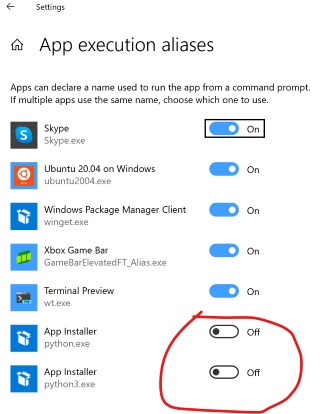 Settings
App execution aliases
Apps can declare a name used to run the app from a command prompt.
If multiple apps use the same name, choose which one to use.
Skype
Skype.exe
On
Ubuntu 20.04 on Windows
ubuntu2004.exe
On
Windows Package Manager Client
winget.exe
On
Xbox Game Bar
GameBarElevatedFT_Alias.exe
On
Terminal Preview
wt.exe
On
App Installer
python.exe
Off
App Installer
python3.exe
Off